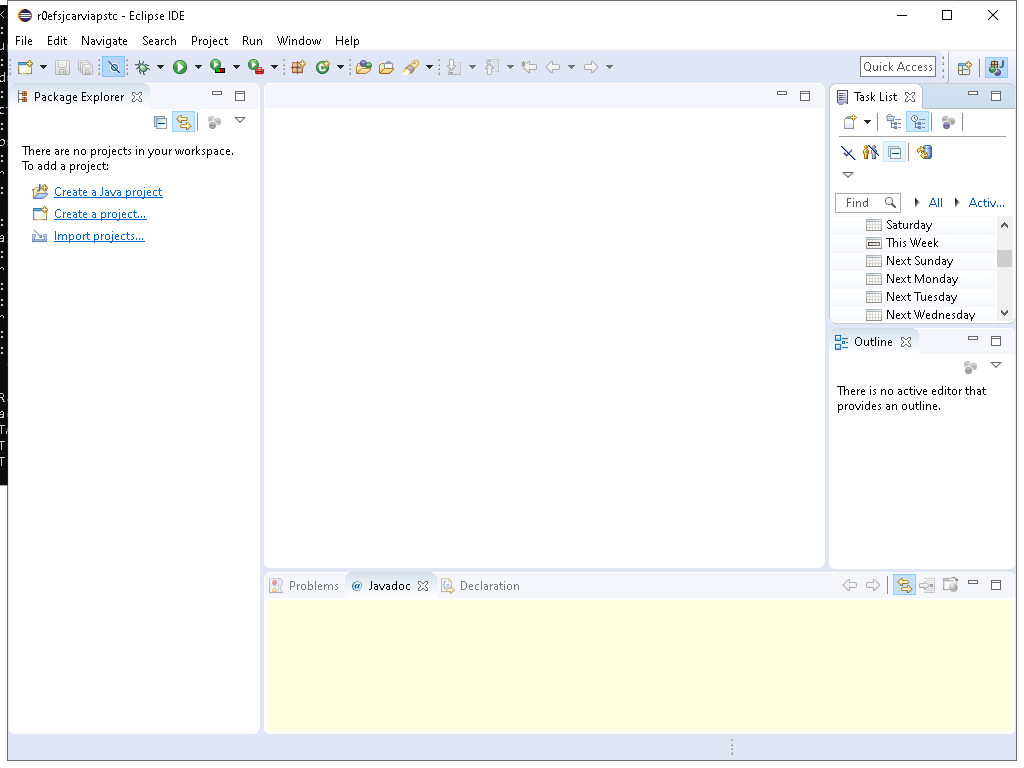 r0efsjcarviapstc - Eclipse IDE
File Edit Navigate Search Project Run Window Help
Quick Access
Package Explorer
There are no projects in your workspace.
To add a project:
Create a Java project
Create a project...
Import projects...
Task List
Find All Activ...
Saturday
This Week
Next Sunday
Next Monday
Next Tuesday
Next Wednesday
Outline
There is no active editor that
provides an outline.
Problems @ Javadoc Declaration